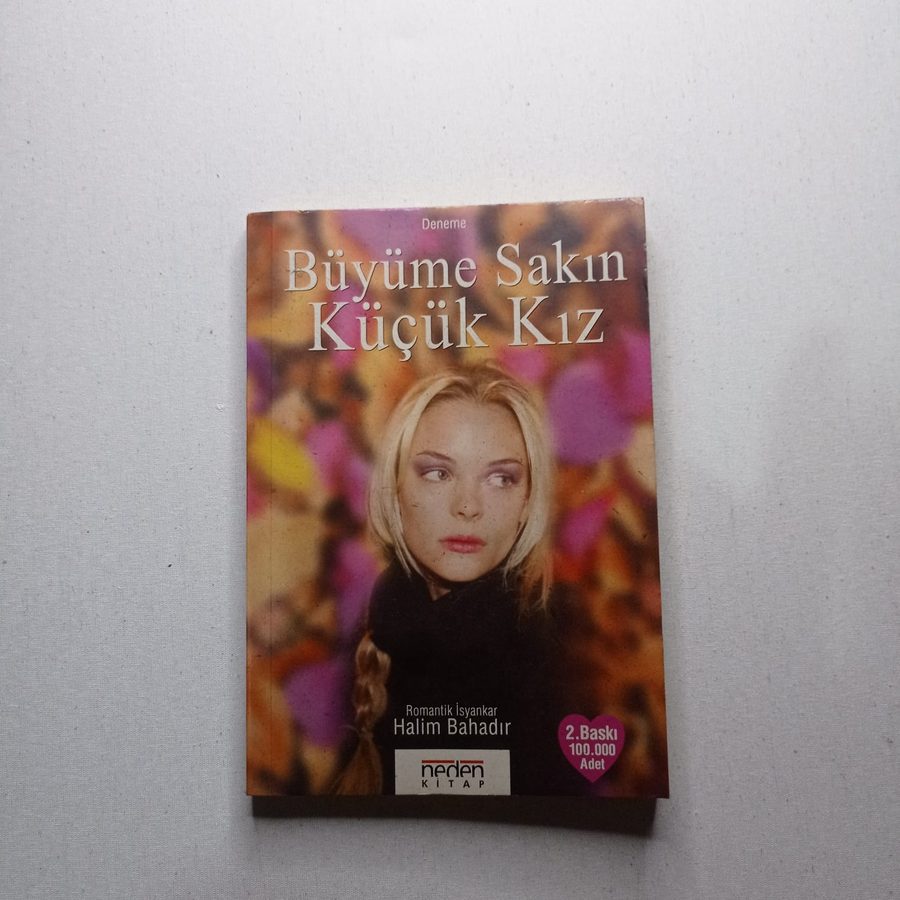 Deneme
Büyüme Sakın
Küçük Kız
Romantik İsyankar
Halim Bahadır
neden
KİTAP
2.Baskı
100.000
Adet